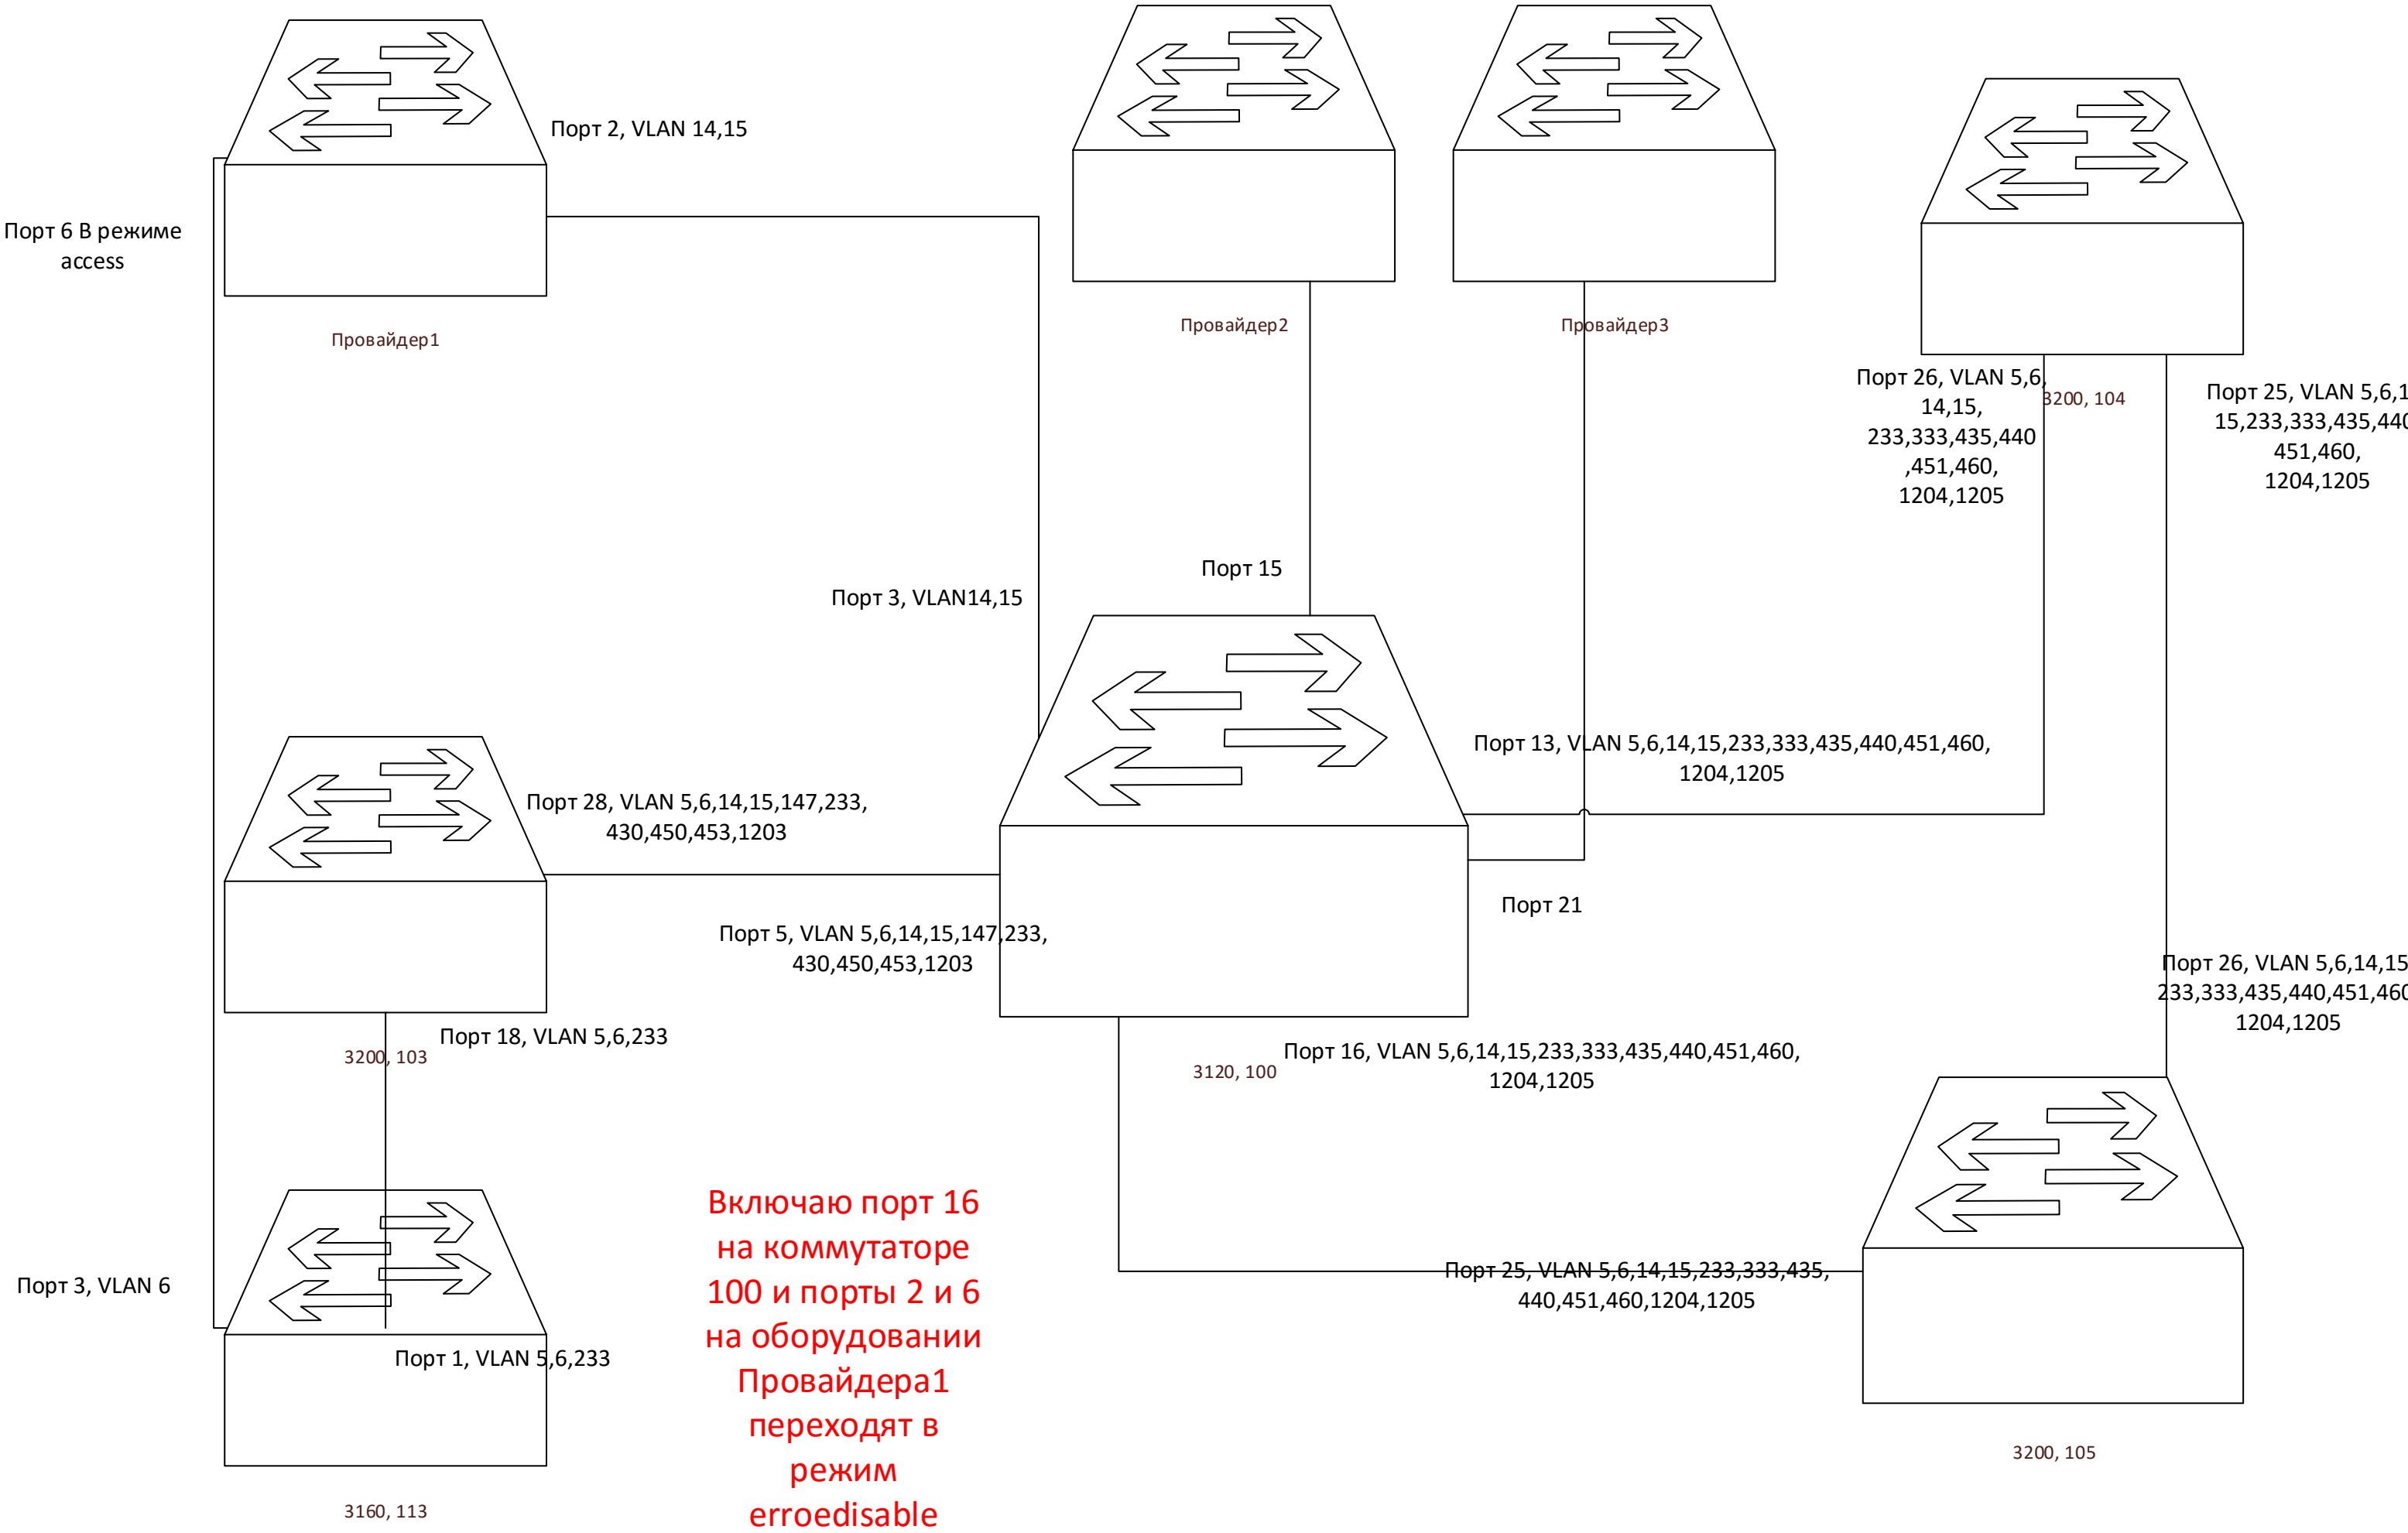 Порт 2, VLAN 14,15
Порт 6 В режиме
access
Провайдер1
Провайдер2
Провайдер3
Порт 26, VLAN 5,6,
14,15,
233,333,435,440
,451,460,
1204,1205
3200, 104
Порт 25, VLAN 5,6,1
15,233,333,435,440
451,460,
1204,1205
Порт 15
Порт 3, VLAN14,15
Порт 13, VLAN 5,6,14,15,233,333,435,440,451,460,
1204,1205
Порт 28, VLAN 5,6,14,15,147,233,
430,450,453,1203
Порт 21
Порт 5, VLAN 5,6,14,15,147,233,
430,450,453,1203
Порт 26, VLAN 5,6,14,15
233,333,435,440,451,460
1204,1205
Порт 18, VLAN 5,6,233
3200, 103
3120, 100
Порт 16, VLAN 5,6,14,15,233,333,435,440,451,460,
1204,1205
Включаю порт 16
на коммутаторе
100 и порты 2 и 6
на оборудовании
Провайдера1
переходят в
режим
erroedisable
Порт 3, VLAN 6
Порт 25, VLAN 5,6,14,15,233,333,435,
440,451,460,1204,1205
Порт 1, VLAN 5,6,233
3200, 105
3160, 113